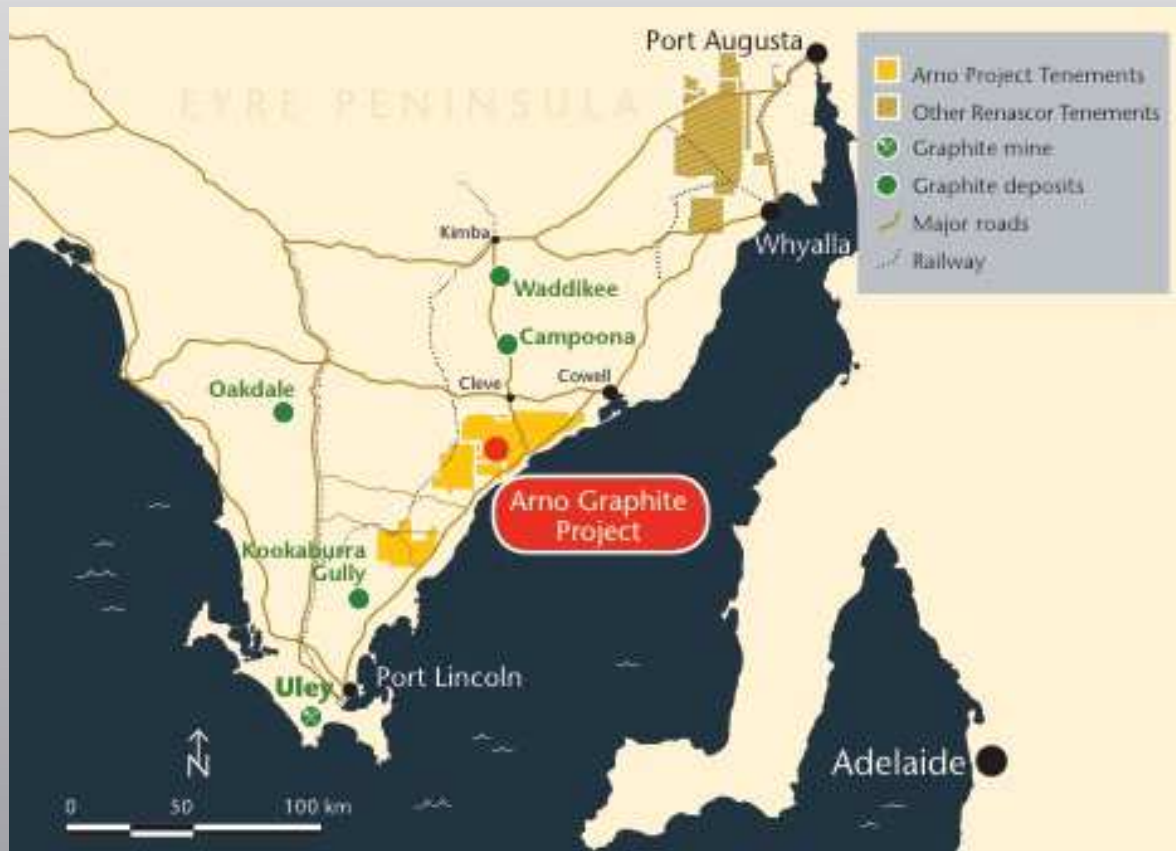 Port Augusta
EYRE PENINSULA
Arno Project Tenements
Other Renascor Tenements
Graphite mine
Graphite deposits
Major roads
Railway
Kimba
Whyalla
Waddikee
Campoona
Cleve
Cowell
Oakdale
Arno Graphite
Project
Kookaburra
Gully
Port Lincoln
Uley
N
Adelaide
0 50 100 km